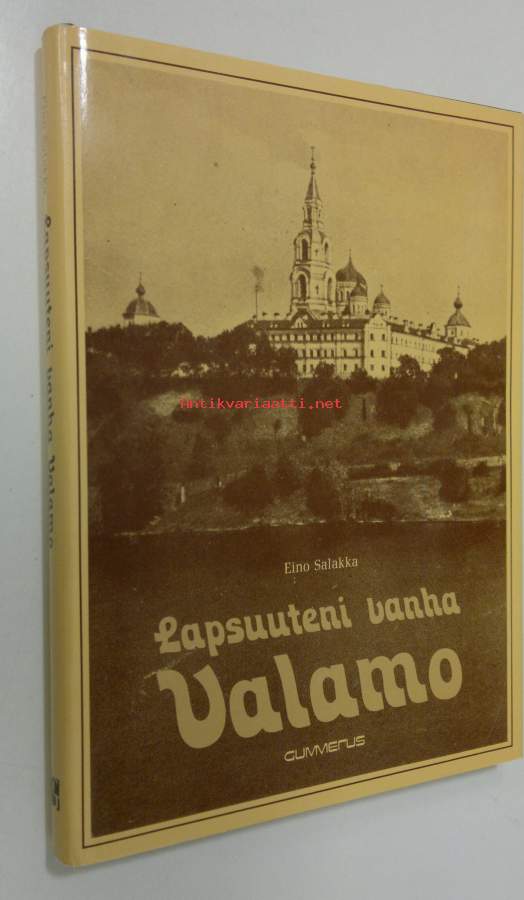 antikvariaatti.net
Eino Salakka
Lapsuuteni vanha
Valamo
GUMMERUS
Lapsuuteni vanha Valamo